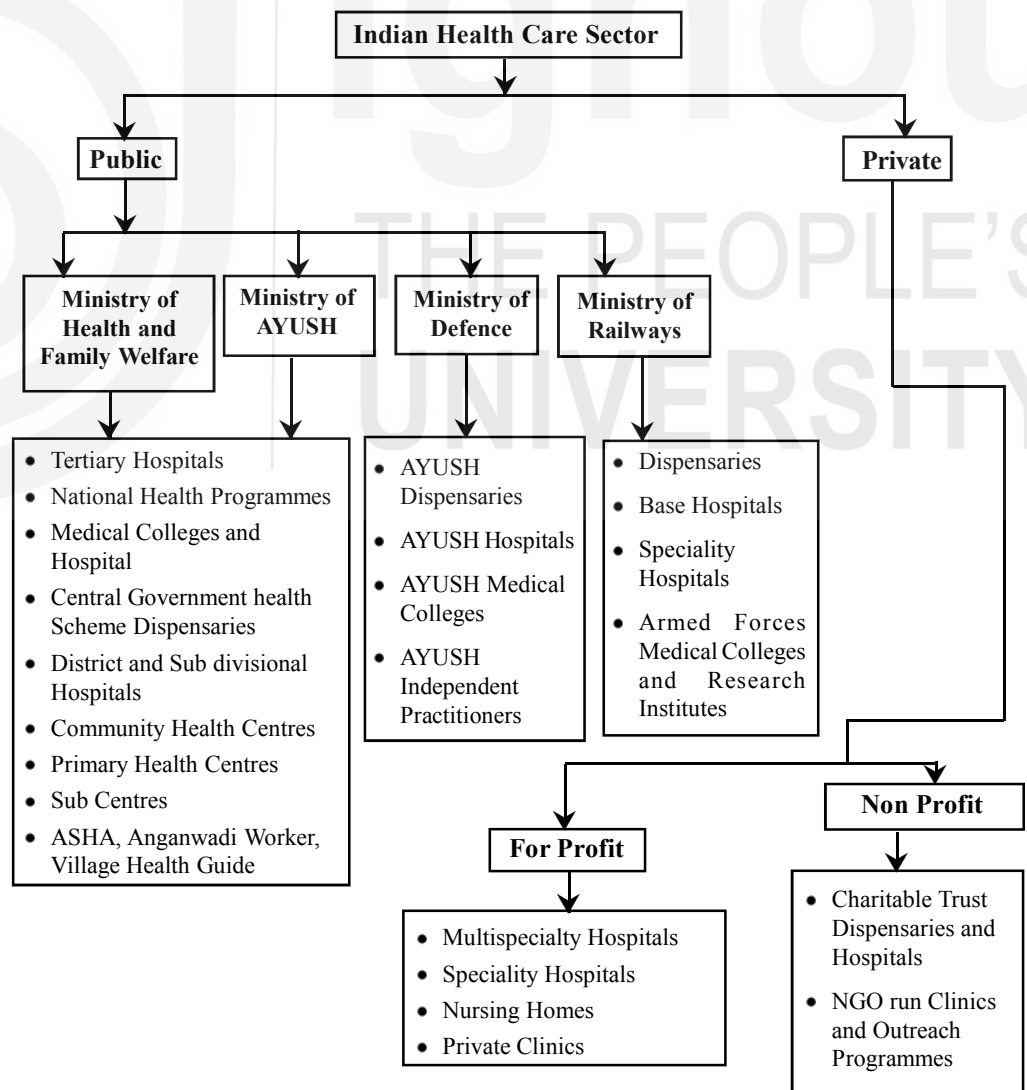 Indian Health Care Sector
Public
Private
Ministry of
Health and
Family Welfare
Ministry of
AYUSH
Ministry of
Defence
Ministry of
Railways
• Tertiary Hospitals
• National Health Programmes
• Medical Colleges and
Hospital
• Central Government health
Scheme Dispensaries
• District and Sub divisional
Hospitals
• Community Health Centres
• Primary Health Centres
• Sub Centres
• ASHA, Anganwadi Worker,
Village Health Guide
• AYUSH
Dispensaries
• AYUSH Hospitals
• AYUSH Medical
Colleges
• AYUSH
Independent
Practitioners
• Dispensaries
• Base Hospitals
• Speciality
Hospitals
• Armed Forces
Medical Colleges
and Research
Institutes
For Profit
Non Profit
• Multispecialty Hospitals
• Speciality Hospitals
• Nursing Homes
• Private Clinics
• Charitable Trust
Dispensaries and
Hospitals
• NGO run Clinics
and Outreach
Programmes
ignou
THE PEOPLE'S
UNIVERSITY